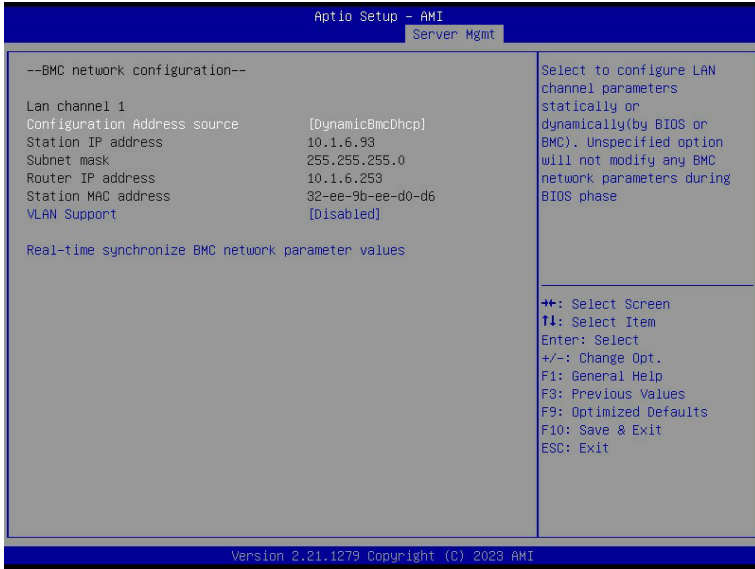 Aptio Setup - AMI
Server Mgmt
--BMC network configuration--
Lan channel 1
Configuration Address source [DynamicBmcDhcp]
Station IP address 10.1.6.93
Subnet mask 255.255.255.0
Router IP address 10.1.6.253
Station MAC address 32-ee-9b-ee-d0-d6
VLAN Support [Disabled]
Real-time synchronize BMC network parameter values
Select to configure LAN
channel parameters
statically or
dynamically(by BIOS or
BMC). Unspecified option
will not modify any BMC
network parameters during
BIOS phase
→←: Select Screen
↑↓: Select Item
Enter: Select
+/-: Change Opt.
F1: General Help
F3: Previous Values
F9: Optimized Defaults
F10: Save & Exit
ESC: Exit
Version 2.21.1279 Copyright (C) 2023 AMI